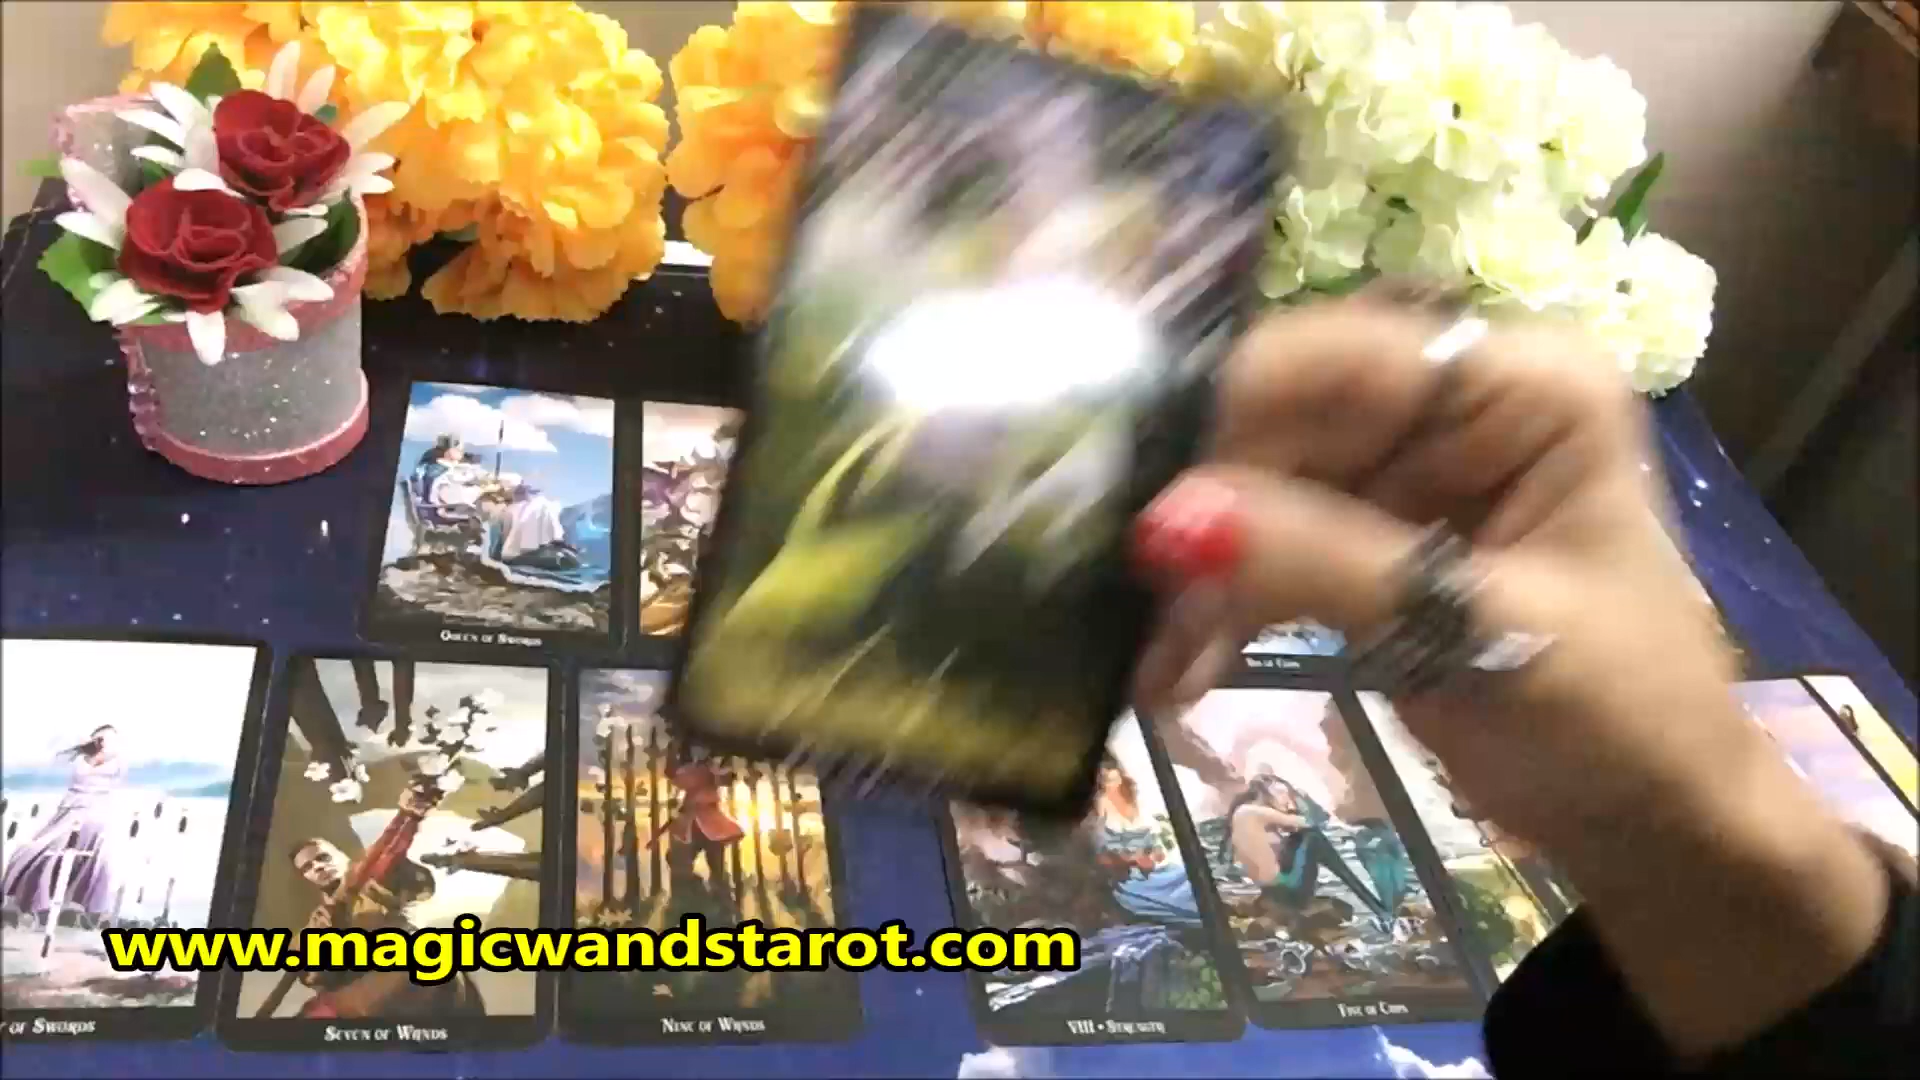 Queen of Swords
of Swords
Seven of Wands
Nine of Wands
VIII • Strength
Five of Cups
www.magicwandstarot.com